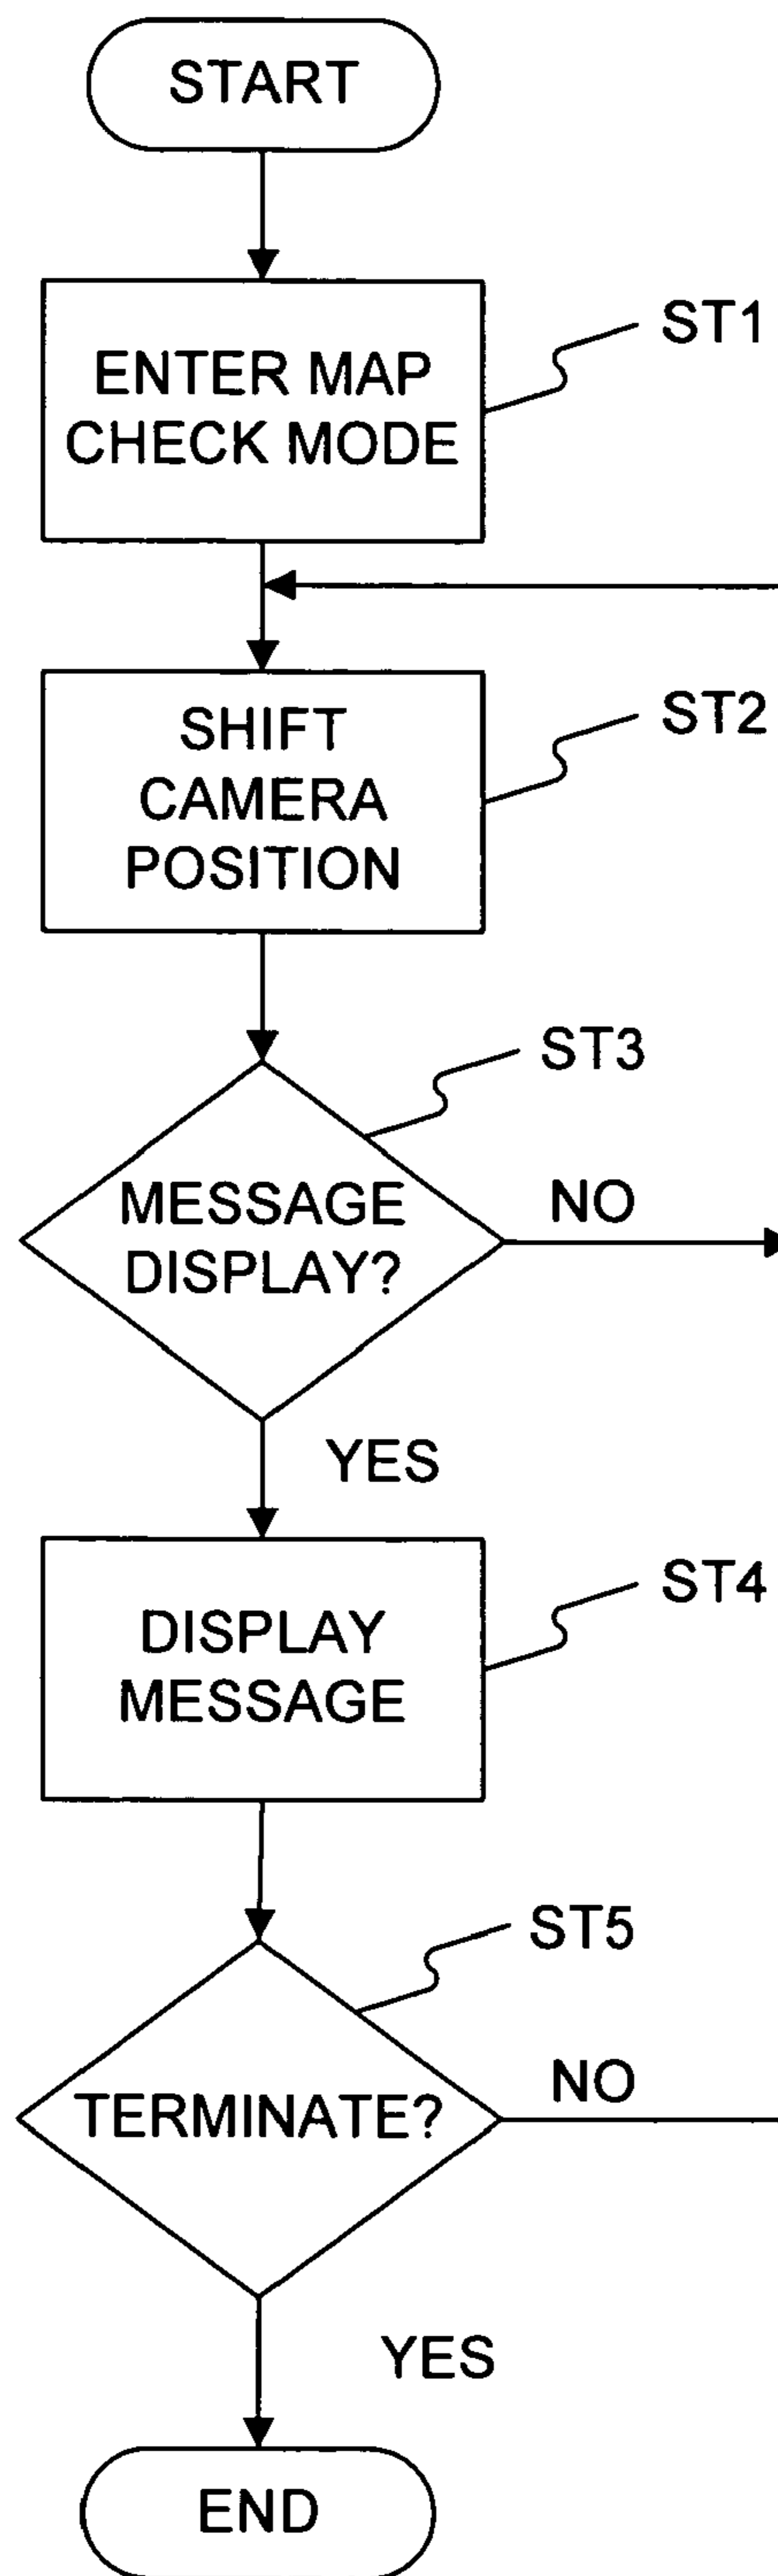 START
ENTER MAP
CHECK MODE
ST1
SHIFT
CAMERA
POSITION
ST2
ST3
MESSAGE
DISPLAY?
NO
YES
DISPLAY
MESSAGE
ST4
ST5
TERMINATE?
NO
YES
END